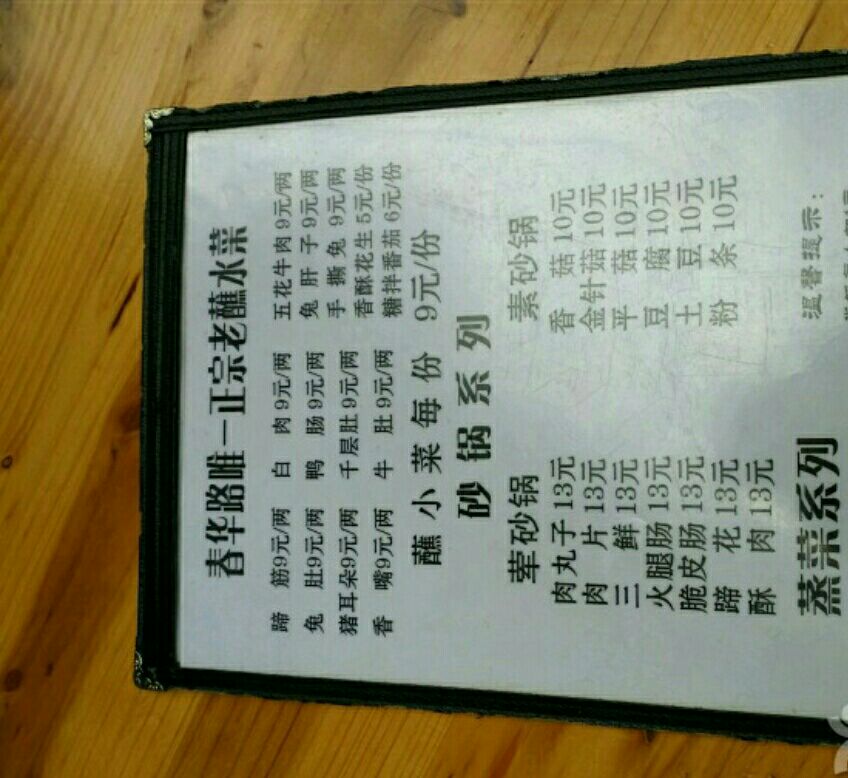 春华路唯一正宗老蘸水菜
蹄筋9元/两 白肉9元/两 五花牛肉9元/两
兔肚9元/两 鸭肠9元/两 兔肝子9元/两
猪耳朵9元/两 千层肚9元/两 手撕兔9元/两
香嘴9元/两 牛肚9元/两 香酥花生5元/份
糖拌番茄6元/份
蘸小菜每份9元/份
砂锅系列
荤砂锅 素砂锅
肉丸子13元 香菇10元
肉片13元 金针菇10元
三鲜13元 平菇10元
火腿肠13元 豆腐10元
脆皮肠13元 土豆10元
蹄花13元 粉条10元
酥肉13元
蒸菜系列 温馨提示: